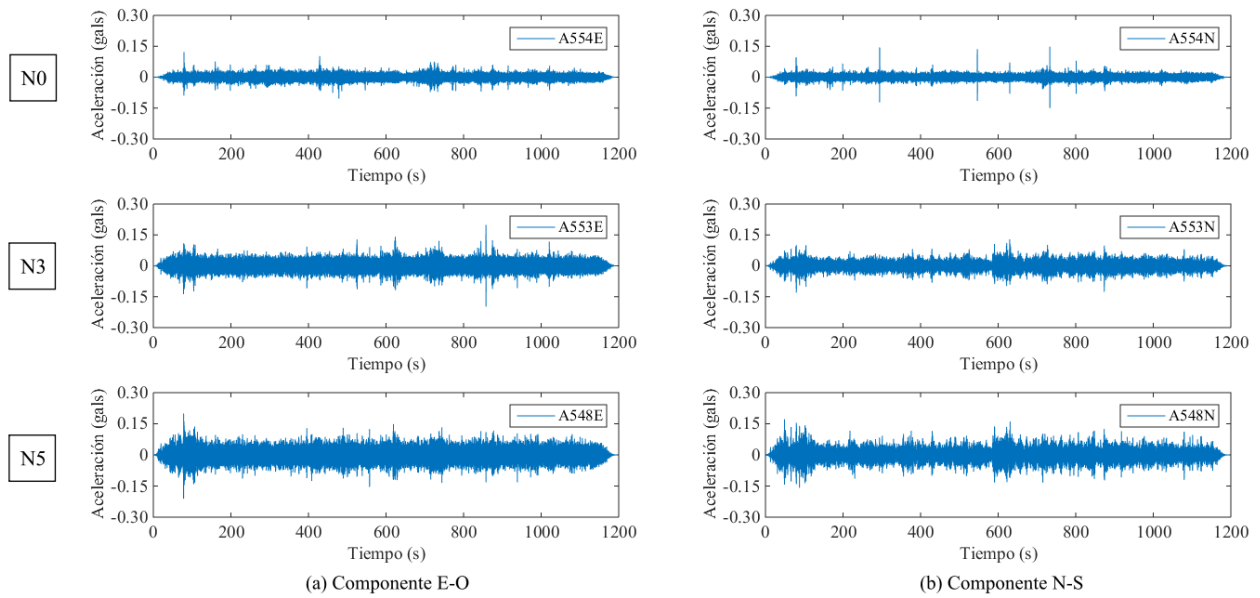 N0
Aceleración (gals)
0.30
0.15
0
-0.15
-0.30
A554E
0 200 400 600 800 1000 1200
Tiempo (s)
Aceleración (gals)
0.30
0.15
0
-0.15
-0.30
A554N
0 200 400 600 800 1000 1200
Tiempo (s)
N3
Aceleración (gals)
0.30
0.15
0
-0.15
-0.30
A553E
0 200 400 600 800 1000 1200
Tiempo (s)
Aceleración (gals)
0.30
0.15
0
-0.15
-0.30
A553N
0 200 400 600 800 1000 1200
Tiempo (s)
N5
Aceleración (gals)
0.30
0.15
0
-0.15
-0.30
A548E
0 200 400 600 800 1000 1200
Tiempo (s)
Aceleración (gals)
0.30
0.15
0
-0.15
-0.30
A548N
0 200 400 600 800 1000 1200
Tiempo (s)
(a) Componente E-O
(b) Componente N-S